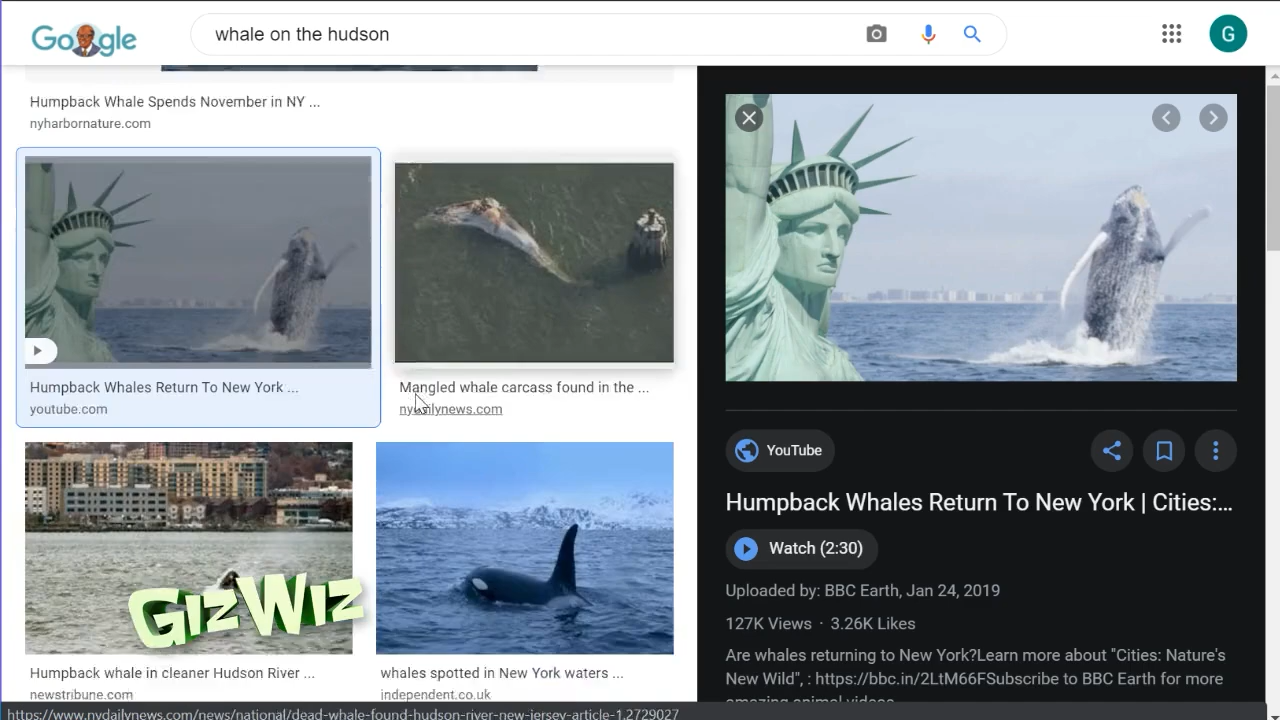 Google
whale on the hudson
G
Humpback Whale Spends November in NY ...
nyharbornature.com
Humpback Whales Return To New York ...
youtube.com
Mangled whale carcass found in the ...
nydailynews.com
GizWiz
Humpback whale in cleaner Hudson River ...
newstribune.com
whales spotted in New York waters ...
independent.co.uk
YouTube
Humpback Whales Return To New York | Cities:...
Watch (2:30)
Uploaded by: BBC Earth, Jan 24, 2019
127K Views · 3.26K Likes
Are whales returning to New York?Learn more about "Cities: Nature's
New Wild", : https://bbc.in/2LtM66FSubscribe to BBC Earth for more
amazing animal videos
https://www.nydailynews.com/news/national/dead-whale-found-hudson-river-new-jersey-article-1.2729027